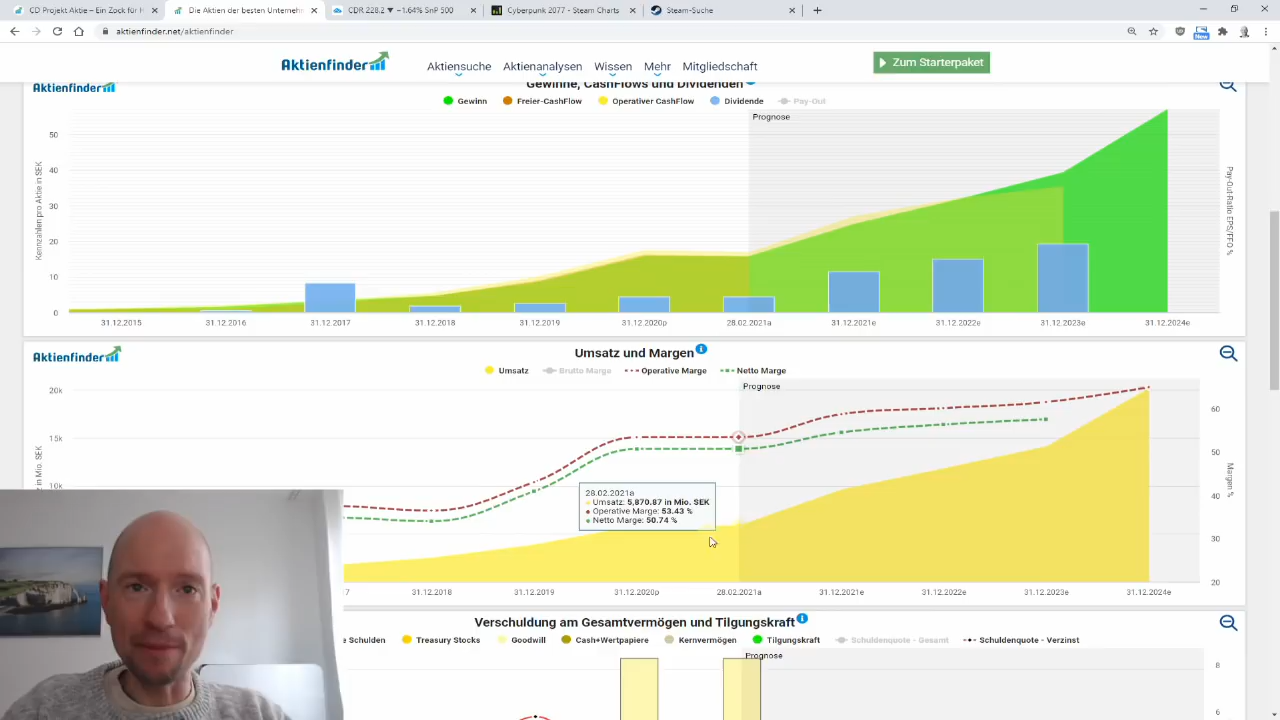 CD Projekt Aktie – Ein Zock für H
Die Aktien der besten Unternehm
CDR 228.2 ▼ −1.64% SnP 500
Cyberpunk 2077 - Steam Charts
Steam-Suche
aktienfinder.net/aktienfinder
New
Aktienfinder
Aktiensuche Aktienanalysen Wissen Mehr Mitgliedschaft
Zum Starterpaket
Aktienfinder
Gewinne, CashFlows und Dividenden
Gewinn Freier-CashFlow Operativer CashFlow Dividende Pay-Out
Prognose
Kennzahlen pro Aktie in SEK
50
40
30
20
10
0
Pay-Out-Ratio EPS/FFO %
31.12.2015 31.12.2016 31.12.2017 31.12.2018 31.12.2019 31.12.2020p 28.02.2021a 31.12.2021e 31.12.2022e 31.12.2023e 31.12.2024e
Aktienfinder
Umsatz und Margen
Umsatz Brutto Marge Operative Marge Netto Marge
Prognose
20k
15k
10k
in Mio. SEK
60
50
40
30
20
Margen %
28.02.2021a
Umsatz: 5,870.87 in Mio. SEK
Operative Marge: 53.43 %
Netto Marge: 50.74 %
7 31.12.2018 31.12.2019 31.12.2020p 28.02.2021a 31.12.2021e 31.12.2022e 31.12.2023e 31.12.2024e
Verschuldung am Gesamtvermögen und Tilgungskraft
e Schulden Treasury Stocks Goodwill Cash+Wertpapiere Kernvermögen Tilgungskraft Schuldenquote - Gesamt Schuldenquote - Verzinst
Prognose
8
6